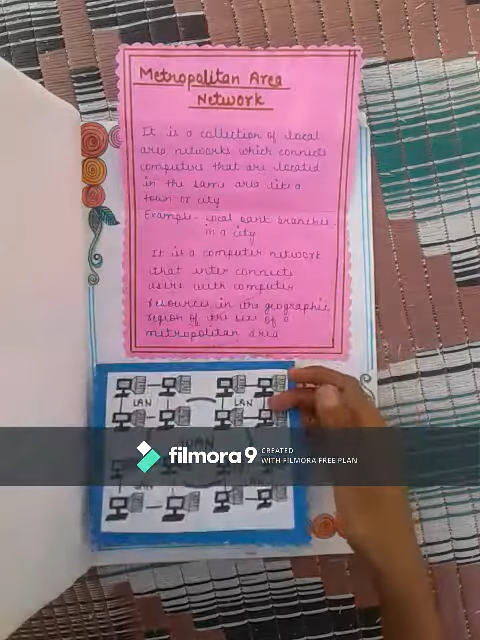 Metropolitan Area
Network
It is a collection of local
area networks which connects
computers that are located
in the same area like a
town or city
Example - Local bank branches
in a city
It is a computer network
that inter connects
users with computer
resources in the geographic
region of the size of a
metropolitan area
LAN LAN
filmora 9 CREATED
WITH FILMORA FREE PLAN